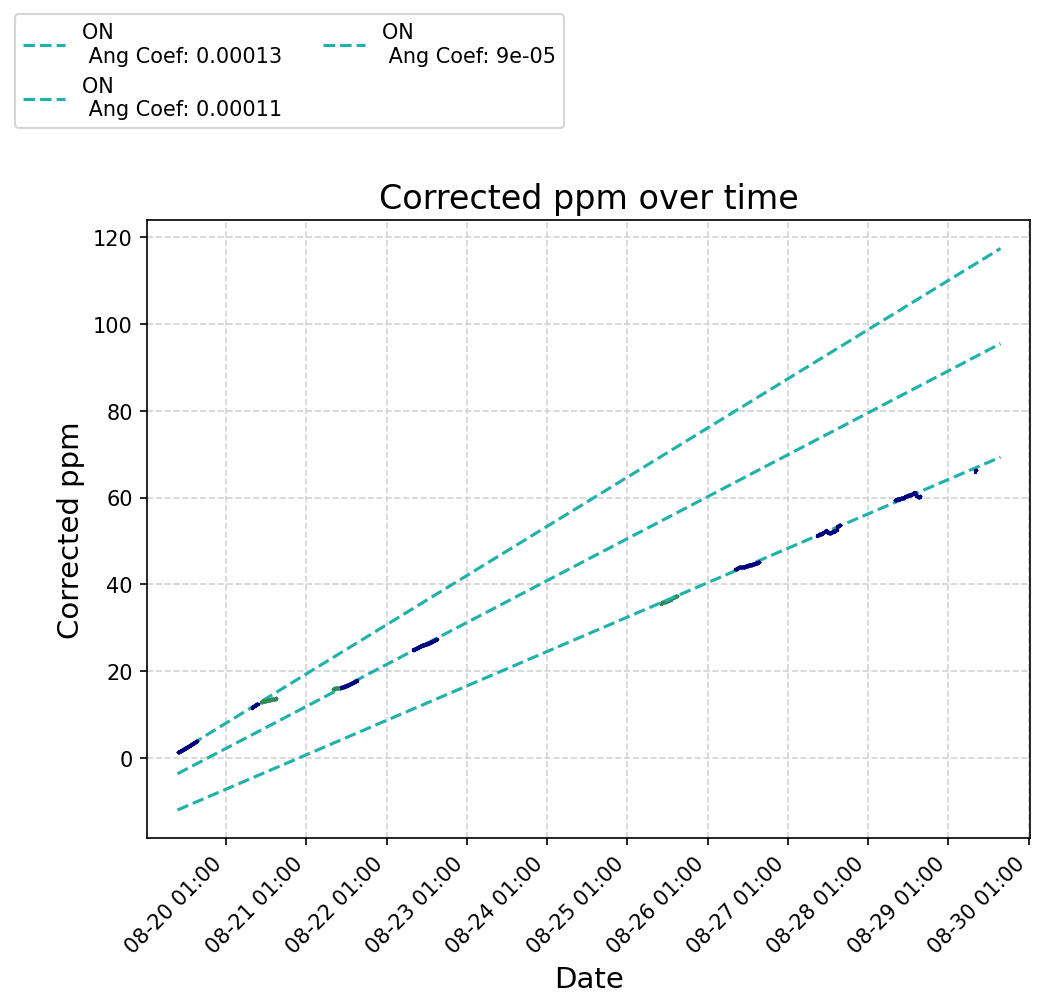 ON
Ang Coef: 0.00013
ON
Ang Coef: 0.00011
ON
Ang Coef: 9e-05
Corrected ppm over time
Corrected ppm
120
100
80
60
40
20
0
08-20 01:00
08-21 01:00
08-22 01:00
08-23 01:00
08-24 01:00
08-25 01:00
08-26 01:00
08-27 01:00
08-28 01:00
08-29 01:00
08-30 01:00
Date